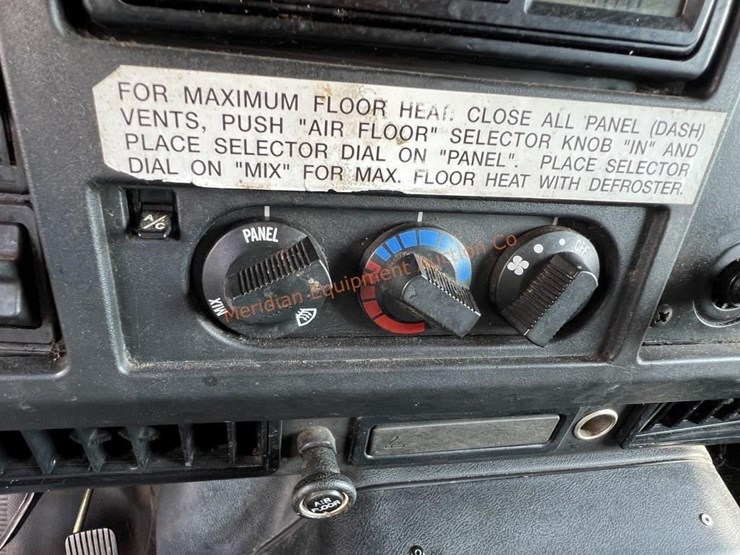 FOR MAXIMUM FLOOR HEAT. CLOSE ALL PANEL (DASH)
VENTS, PUSH "AIR FLOOR" SELECTOR KNOB "IN" AND
PLACE SELECTOR DIAL ON "PANEL". PLACE SELECTOR
DIAL ON "MIX" FOR MAX. FLOOR HEAT WITH DEFROSTER.
A/C
PANEL
MIX
Meridian Equipment Auction Co
AIR
FLOOR